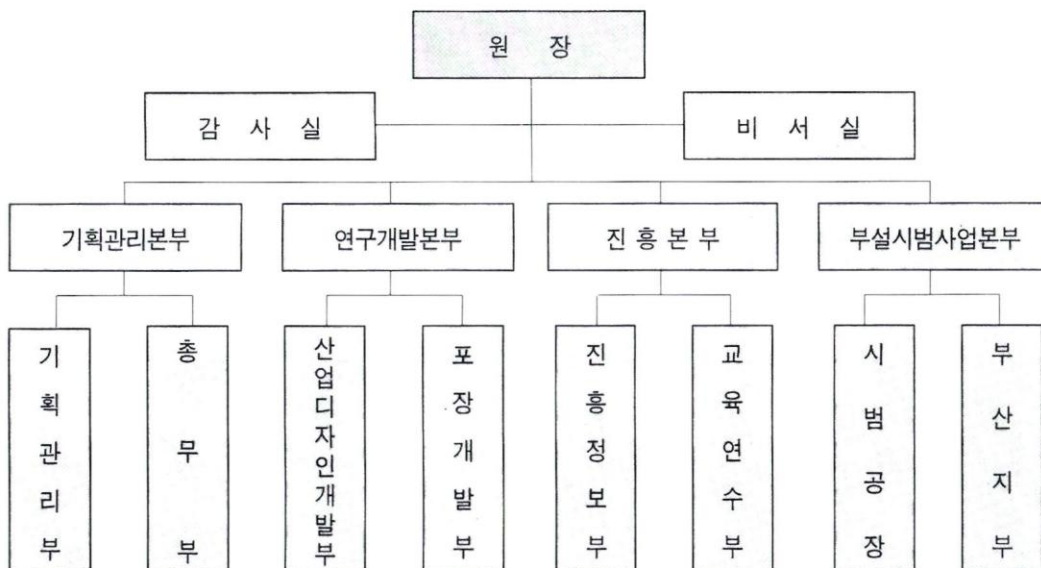 원 장
감 사 실
비 서 실
기획관리본부
연구개발본부
진 흥 본 부
부설시범사업본부
기획관리부
총무부
산업디자인개발부
포장개발부
진흥정보부
교육연수부
시범공장
부산지부